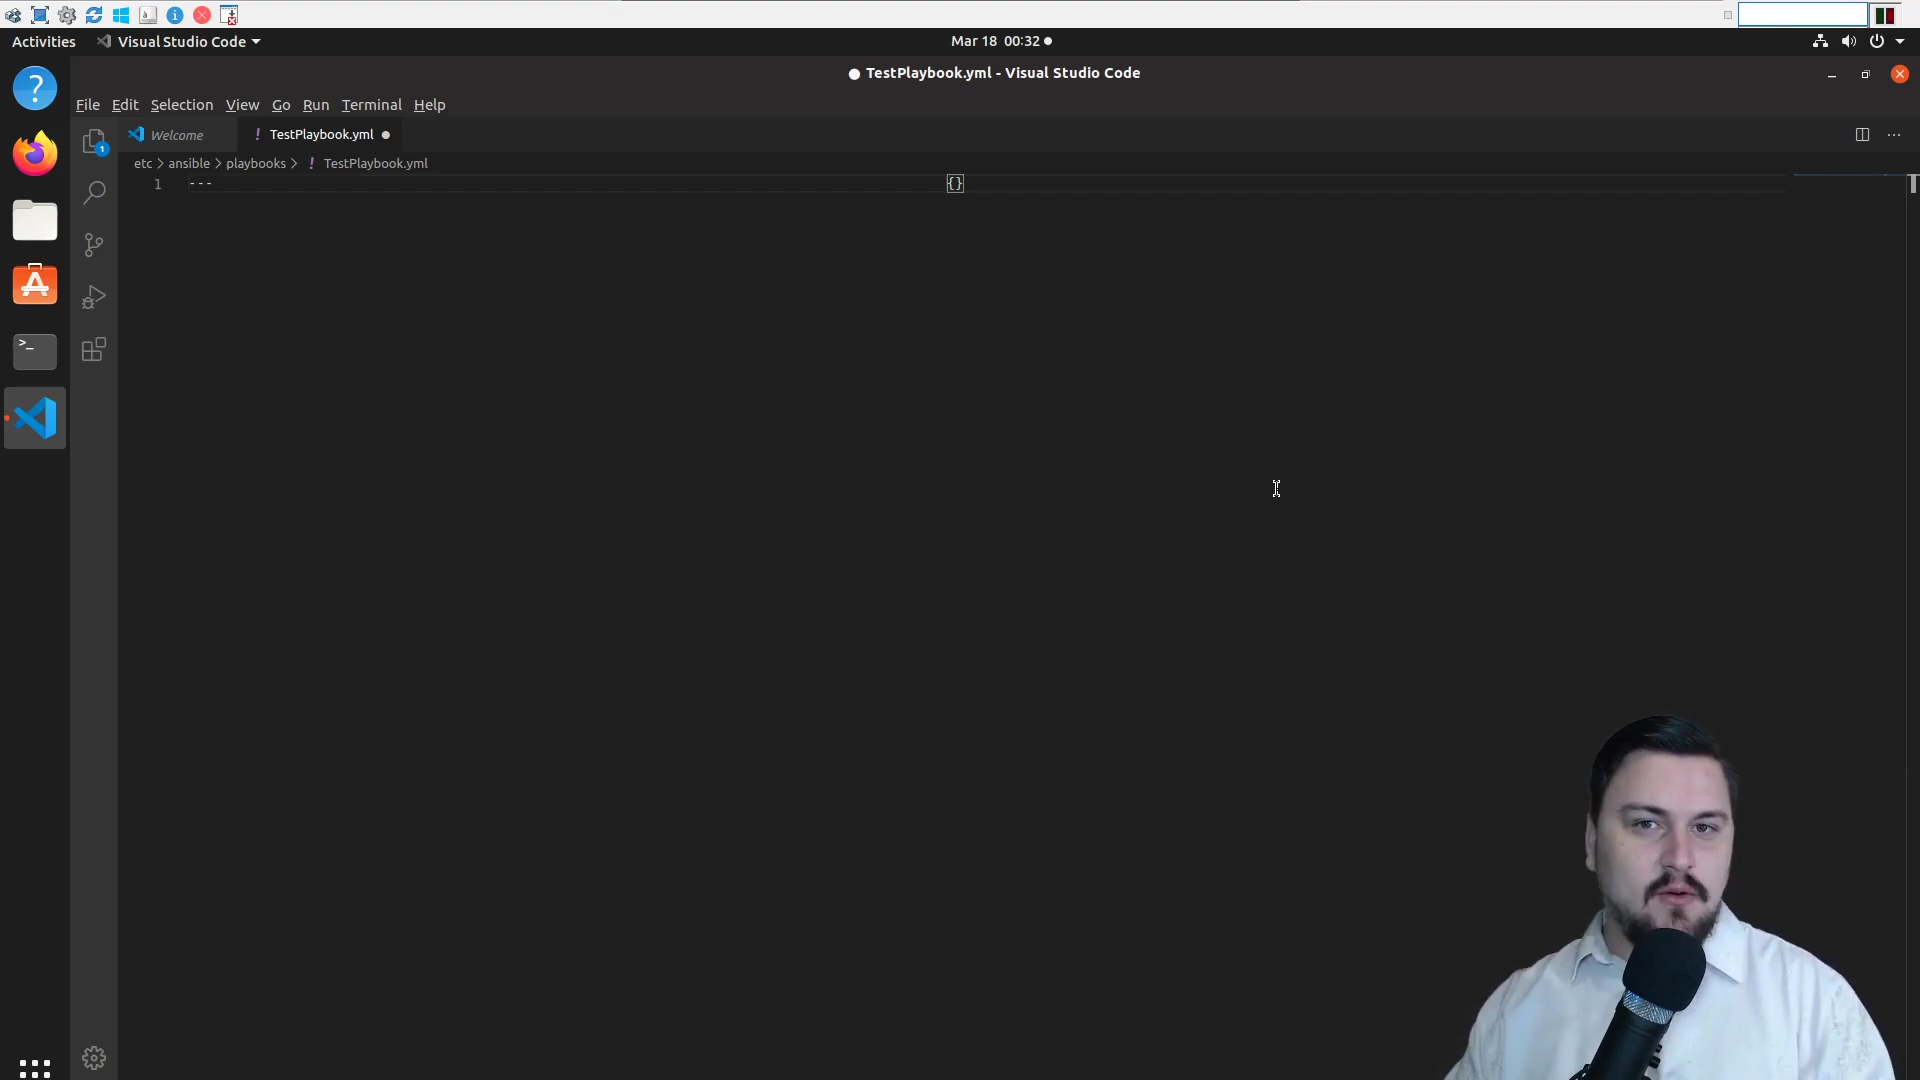 Activities Visual Studio Code Mar 18 00:32
TestPlaybook.yml - Visual Studio Code
File Edit Selection View Go Run Terminal Help
Welcome ! TestPlaybook.yml
etc > ansible > playbooks > ! TestPlaybook.yml
1 --- {}